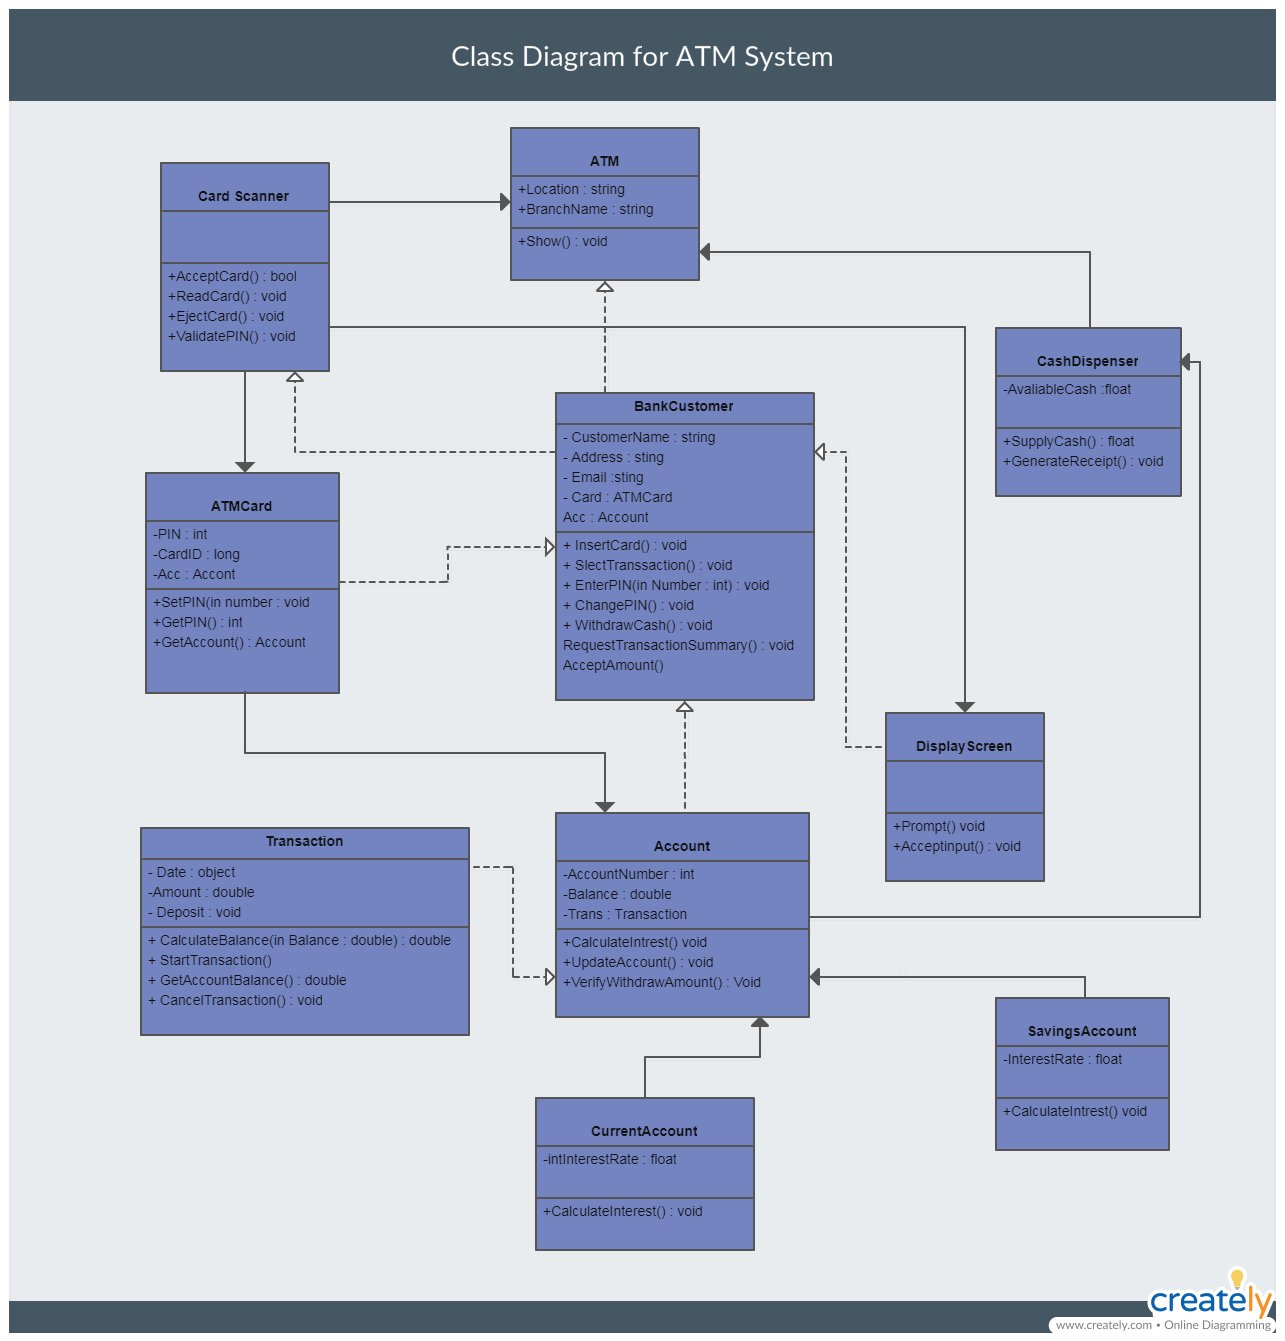 Class Diagram for ATM System
ATM
+Location : string
+BranchName : string
+Show() : void
Card Scanner
+AcceptCard() : bool
+ReadCard() : void
+EjectCard() : void
+ValidatePIN() : void
CashDispenser
-AvaliableCash :float
+SupplyCash() : float
+GenerateReceipt() : void
BankCustomer
- CustomerName : string
- Address : sting
- Email :sting
- Card : ATMCard
Acc : Account
+ InsertCard() : void
+ SlectTranssaction() : void
+ EnterPIN(in Number : int) : void
+ ChangePIN() : void
+ WithdrawCash() : void
RequestTransactionSummary() : void
AcceptAmount()
ATMCard
-PIN : int
-CardID : long
-Acc : Accont
+SetPIN(in number : void
+GetPIN() : int
+GetAccount() : Account
DisplayScreen
+Prompt() void
+Acceptinput() : void
Transaction
- Date : object
-Amount : double
- Deposit : void
+ CalculateBalance(in Balance : double) : double
+ StartTransaction()
+ GetAccountBalance() : double
+ CancelTransaction() : void
Account
-AccountNumber : int
-Balance : double
-Trans : Transaction
+CalculateIntrest() void
+UpdateAccount() : void
+VerifyWithdrawAmount() : Void
SavingsAccount
-InterestRate : float
+CalculateIntrest() void
CurrentAccount
-intInterestRate : float
+CalculateInterest() : void
creately
www.creately.com • Online Diagramming